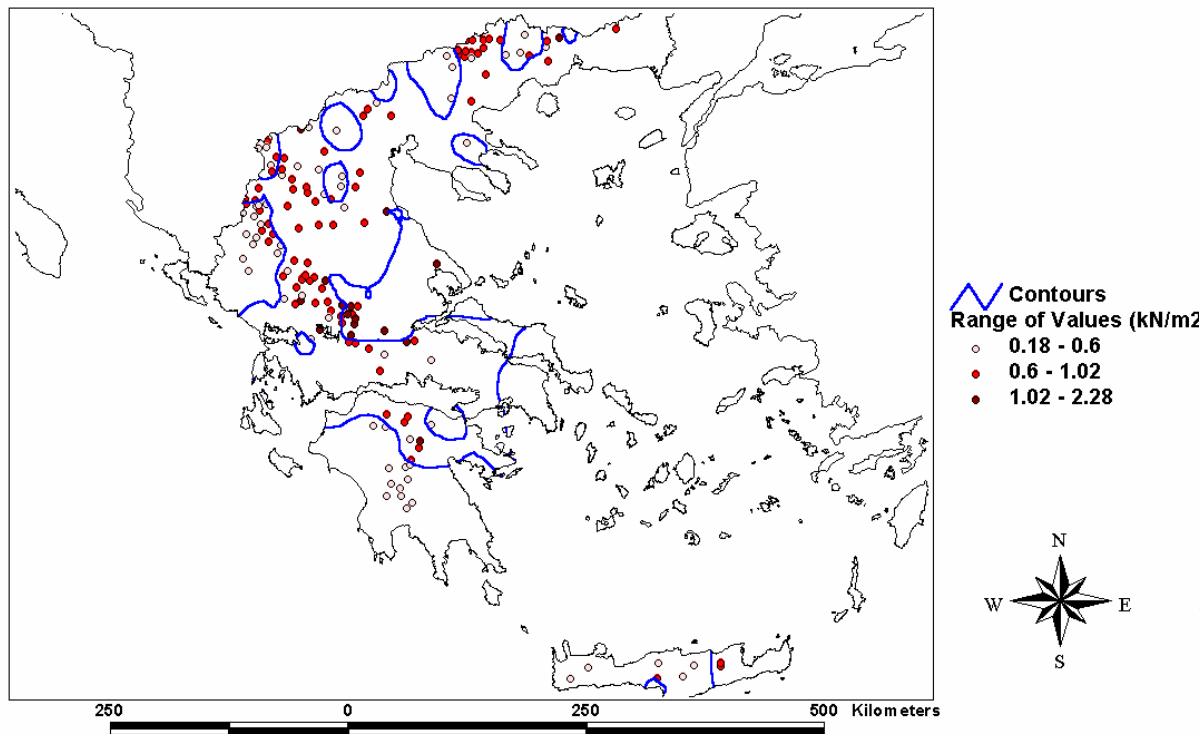 Contours
Range of Values (kN/m2
0.18 - 0.6
0.6 - 1.02
1.02 - 2.28
N
W E
S
250 0 250 500 Kilometers